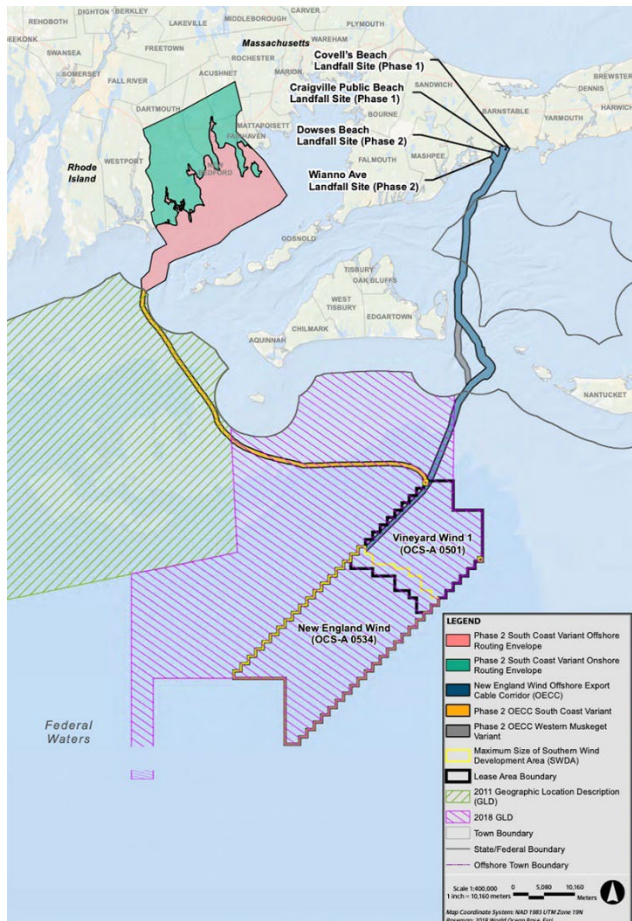 REHOBOTH
DIGHTON
BERKLEY
LAKEVILLE
MIDDLEBOROUGH
CARVER
PLYMOUTH
SWANSEA
FREETOWN
ROCHESTER
WAREHAM
Massachusetts
SOMERSET
FALL RIVER
ACUSHNET
MARION
Covell's Beach
Landfall Site (Phase 1)
SANDWICH
BREWSTER
DENNIS
DARTMOUTH
FAIRHAVEN
MATTAPOISETT
BOURNE
Craigville Public Beach
Landfall Site (Phase 1)
BARNSTABLE
YARMOUTH
HARWICH
WESTPORT
BEDFORD
Dowses Beach
Landfall Site (Phase 2)
FALMOUTH
MASHPEE
Rhode
Island
Wianno Ave
Landfall Site (Phase 2)
GOSNOLD
TISBURY
OAK BLUFFS
WEST
TISBURY
EDGARTOWN
AQUINNAH
CHILMARK
NANTUCKET
Vineyard Wind 1
(OCS-A 0501)
New England Wind
(OCS-A 0534)
Federal
Waters
LEGEND
Phase 2 South Coast Variant Offshore
Routing Envelope
Phase 2 South Coast Variant Onshore
Routing Envelope
New England Wind Offshore Export
Cable Corridor (OECC)
Phase 2 OECC South Coast Variant
Phase 2 OECC Western Muskeget
Variant
Maximum Size of Southern Wind
Development Area (SWDA)
Lease Area Boundary
2011 Geographic Location Description
(GLD)
2018 GLD
Town Boundary
State/Federal Boundary
Offshore Town Boundary
Scale 1:400,000
1 inch = 10,160 meters
0 5,080 10,160
Meters
Map Coordinate System: NAD 1983 UTM Zone 19N
Basemap: 2018 World Ocean Base, Esri